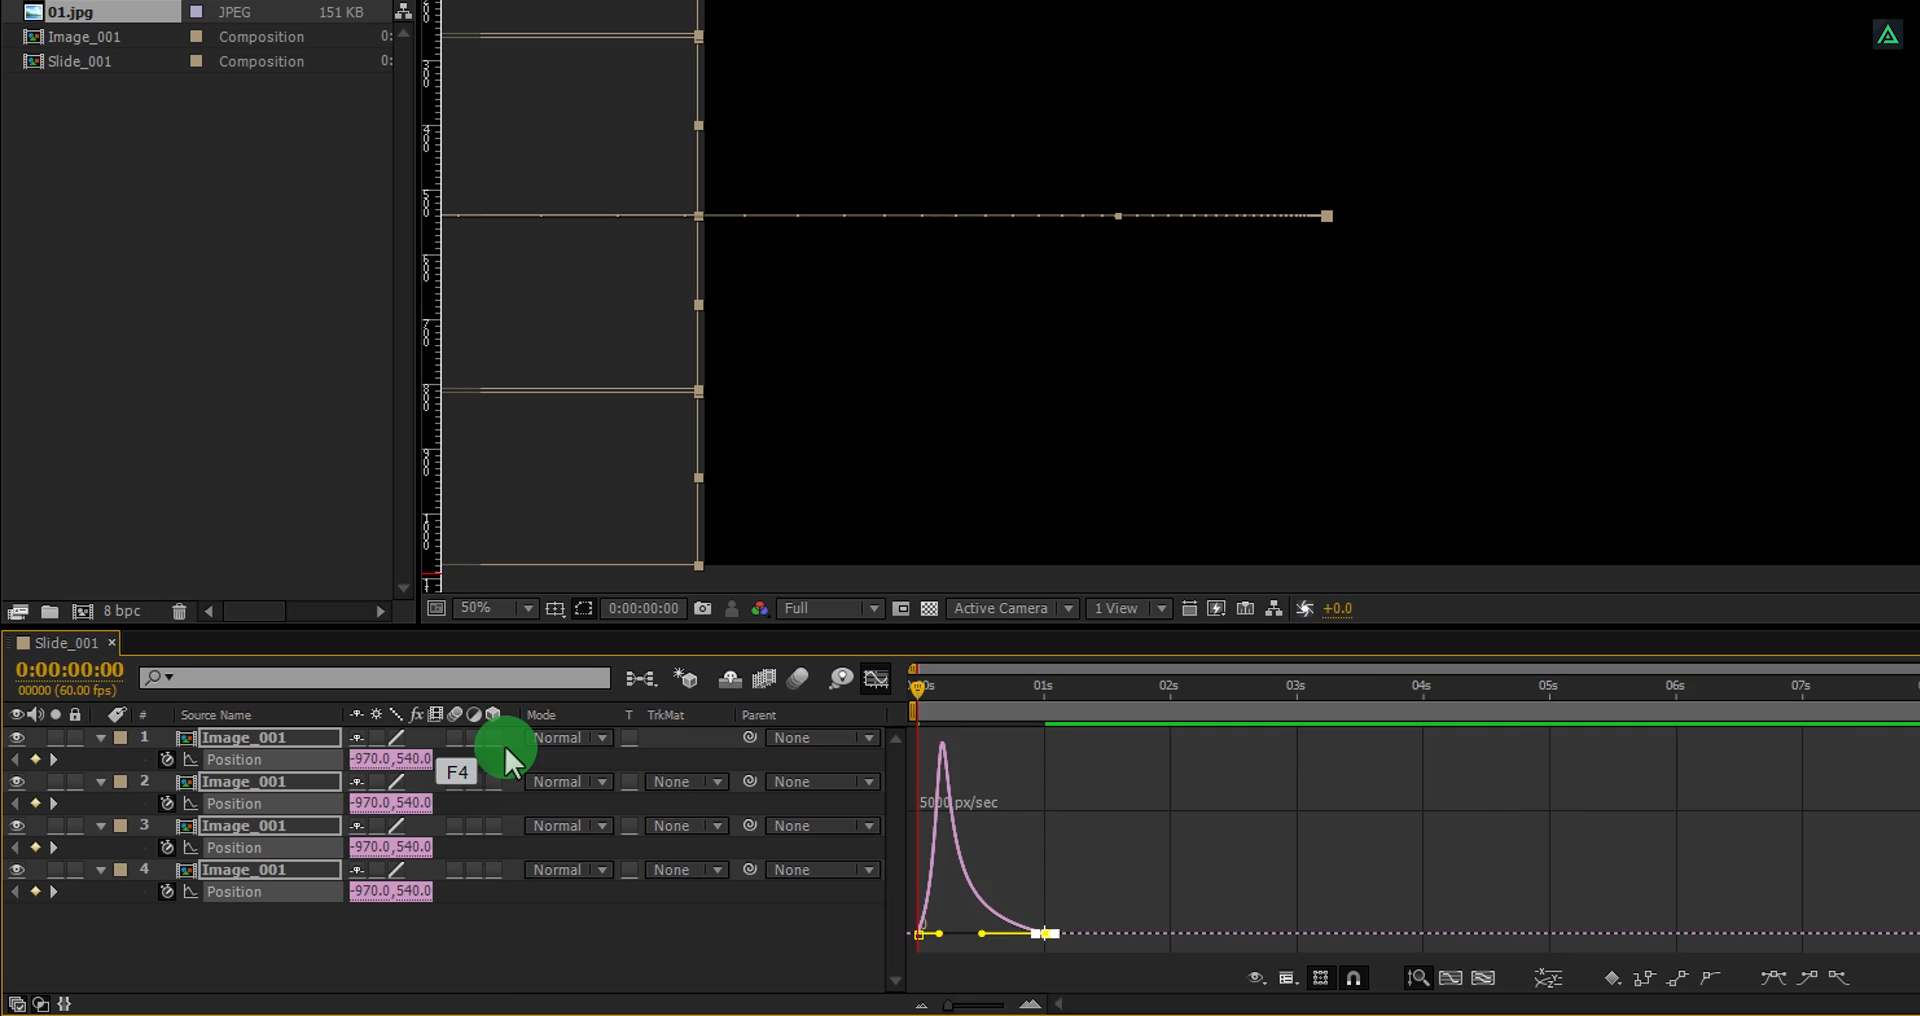 01.jpg JPEG 151 KB
Image_001 Composition 0:
Slide_001 Composition 0:
8 bpc
50% 0:00:00:00 Full Active Camera 1 View +0.0
Slide_001 ×
0:00:00:00
00000 (60.00 fps)
# Source Name fx Mode T TrkMat Parent
1 Image_001 Normal None
Position -970.0,540.0
F4
2 Image_001 Normal None None
Position -970.0,540.0
3 Image_001 Normal None None
Position -970.0,540.0
4 Image_001 Normal None None
Position -970.0,540.0
01s 02s 03s 04s 05s 06s 07s
5000 px/sec
0